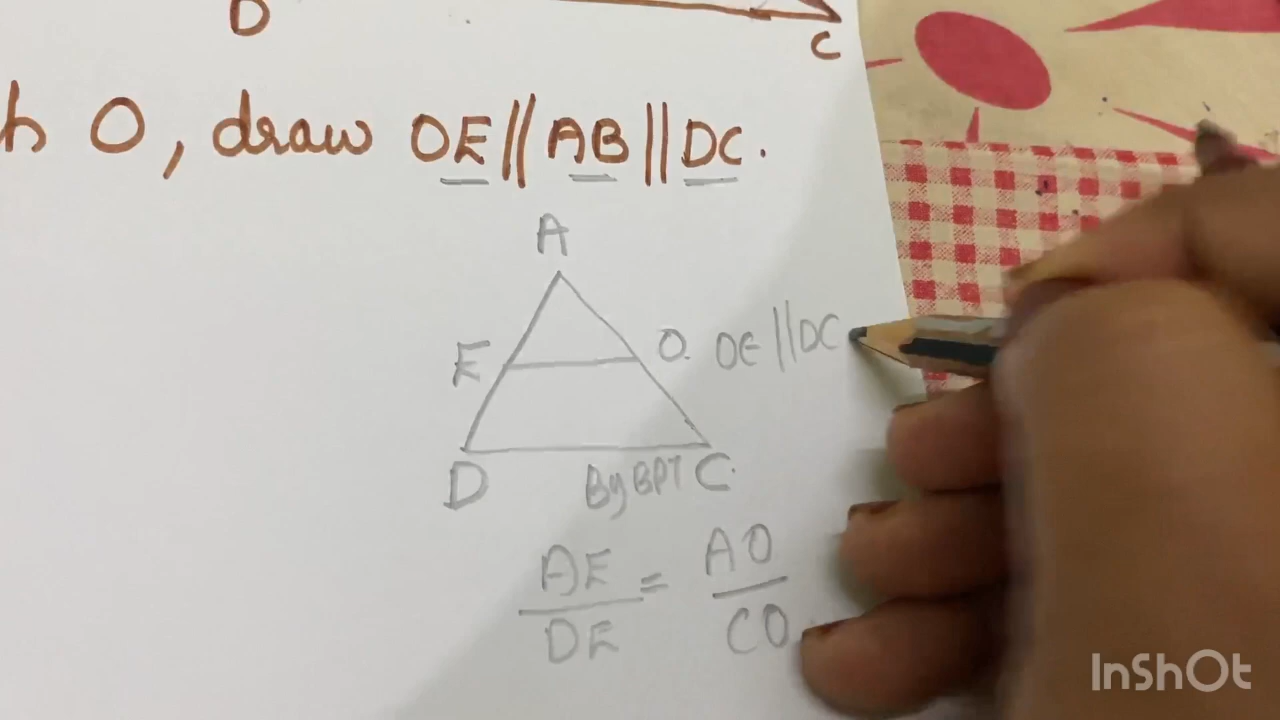 D
C
h O, draw OE || AB || DC.
A
E
O. OE || DC
D
By BPT C.
AE/DE = AO/CO
InShOt